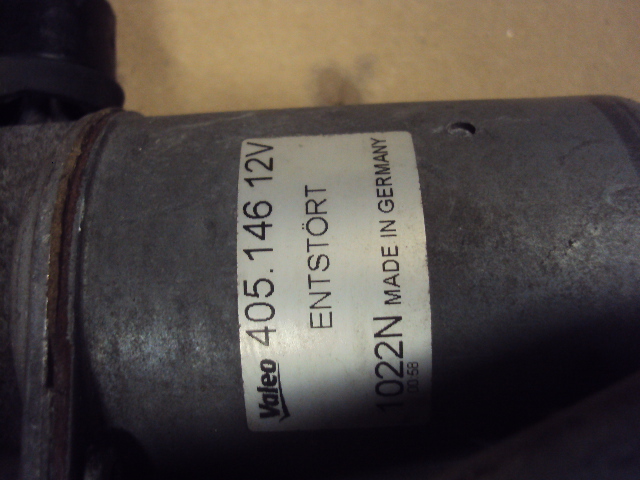 Valeo 405.146 12V
ENTSTÖRT
1022N MADE IN GERMANY
00:58